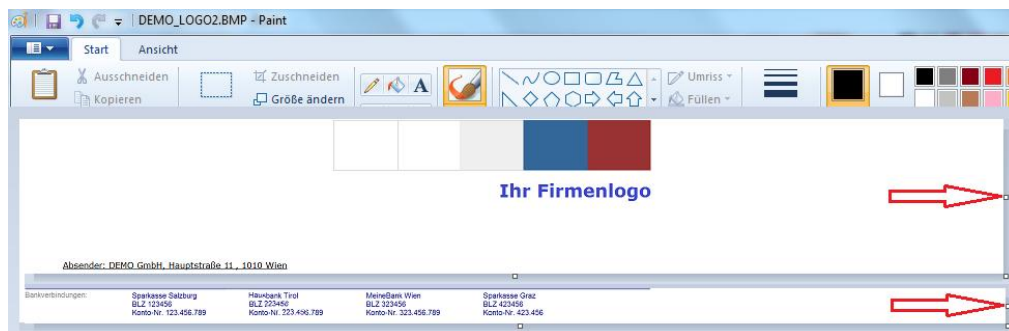 DEMO_LOGO2.BMP - Paint
Start Ansicht
Ausschneiden
Kopieren
Zuschneiden
Größe ändern
A
Umriss
Füllen
Ihr Firmenlogo
Absender: DEMO GmbH, Hauptstraße 11 , 1010 Wien
Bankverbindungen: Sparkasse Salzburg Hausbank Tirol MeineBank Wien Sparkasse Graz
BLZ 123456 BLZ 223456 BLZ 323456 BLZ 423456
Konto-Nr. 123.456.789 Konto-Nr. 223.456.789 Konto-Nr. 323.456.789 Konto-Nr. 423.456